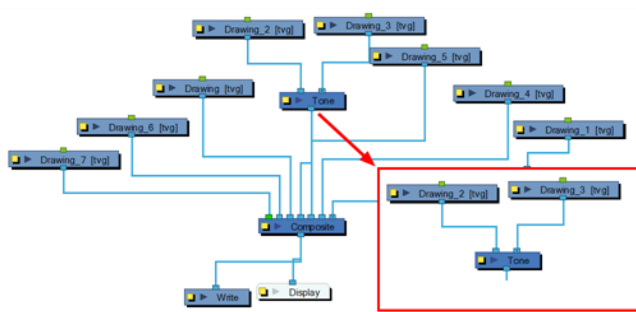 Drawing_2 [tvg]
Drawing_3 [tvg]
Drawing_5 [tvg]
Drawing [tvg]
Tone
Drawing_4 [tvg]
Drawing_6 [tvg]
Drawing_1 [tvg]
Drawing_7 [tvg]
Drawing_2 [tvg]
Drawing_3 [tvg]
Composite
Tone
Write
Display